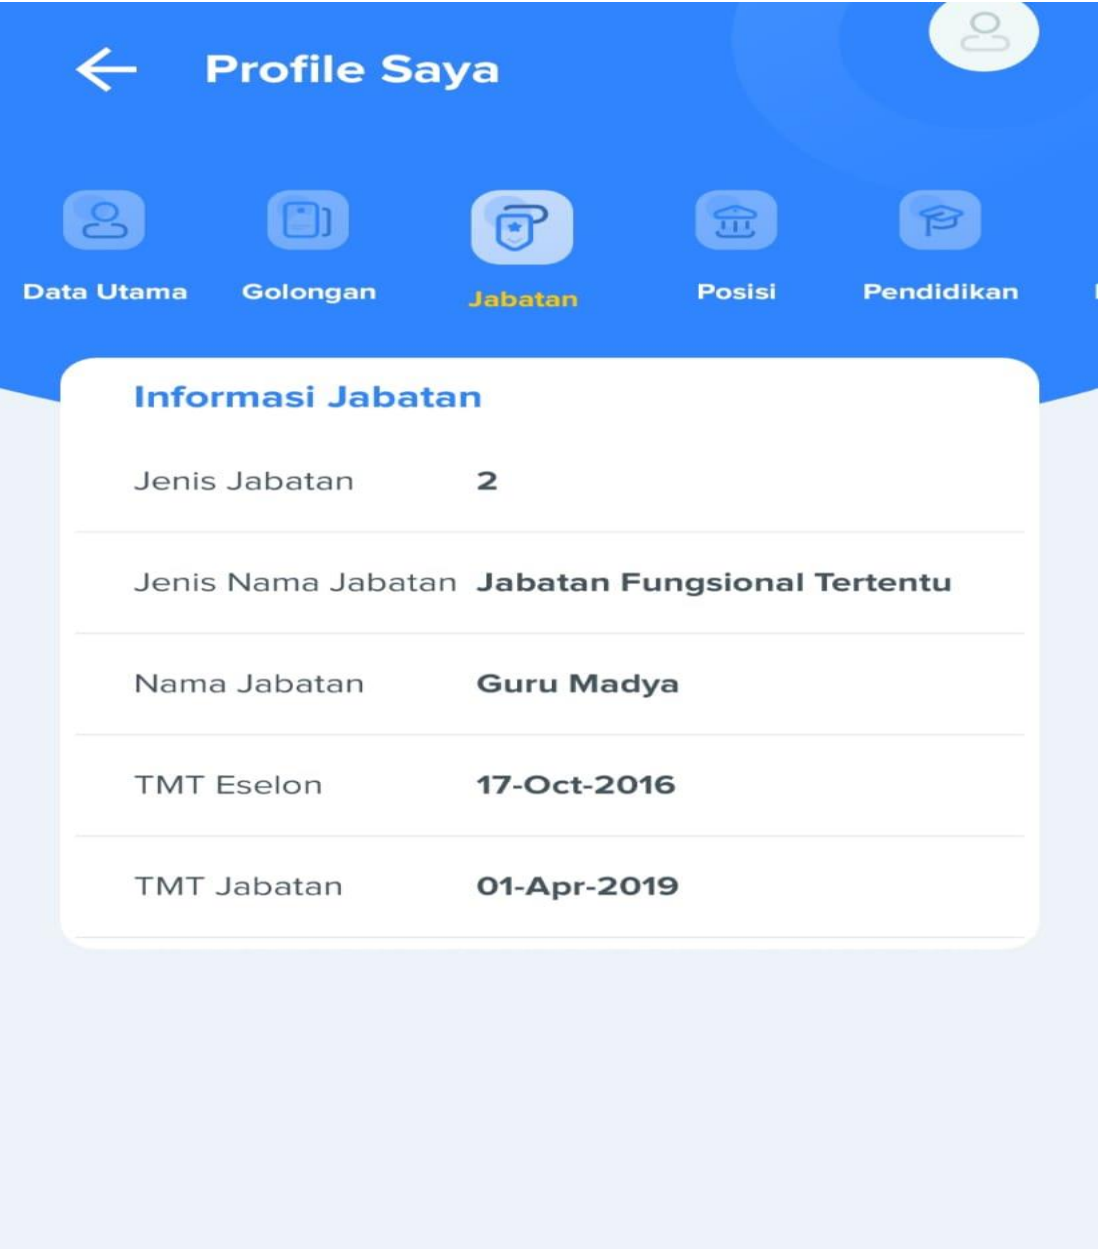 Profile Saya
Data Utama
Golongan
Jabatan
Posisi
Pendidikan
Informasi Jabatan
Jenis Jabatan 2
Jenis Nama Jabatan Jabatan Fungsional Tertentu
Nama Jabatan Guru Madya
TMT Eselon 17-Oct-2016
TMT Jabatan 01-Apr-2019